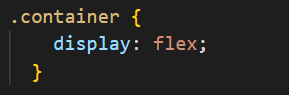 .container {
display: flex;
}